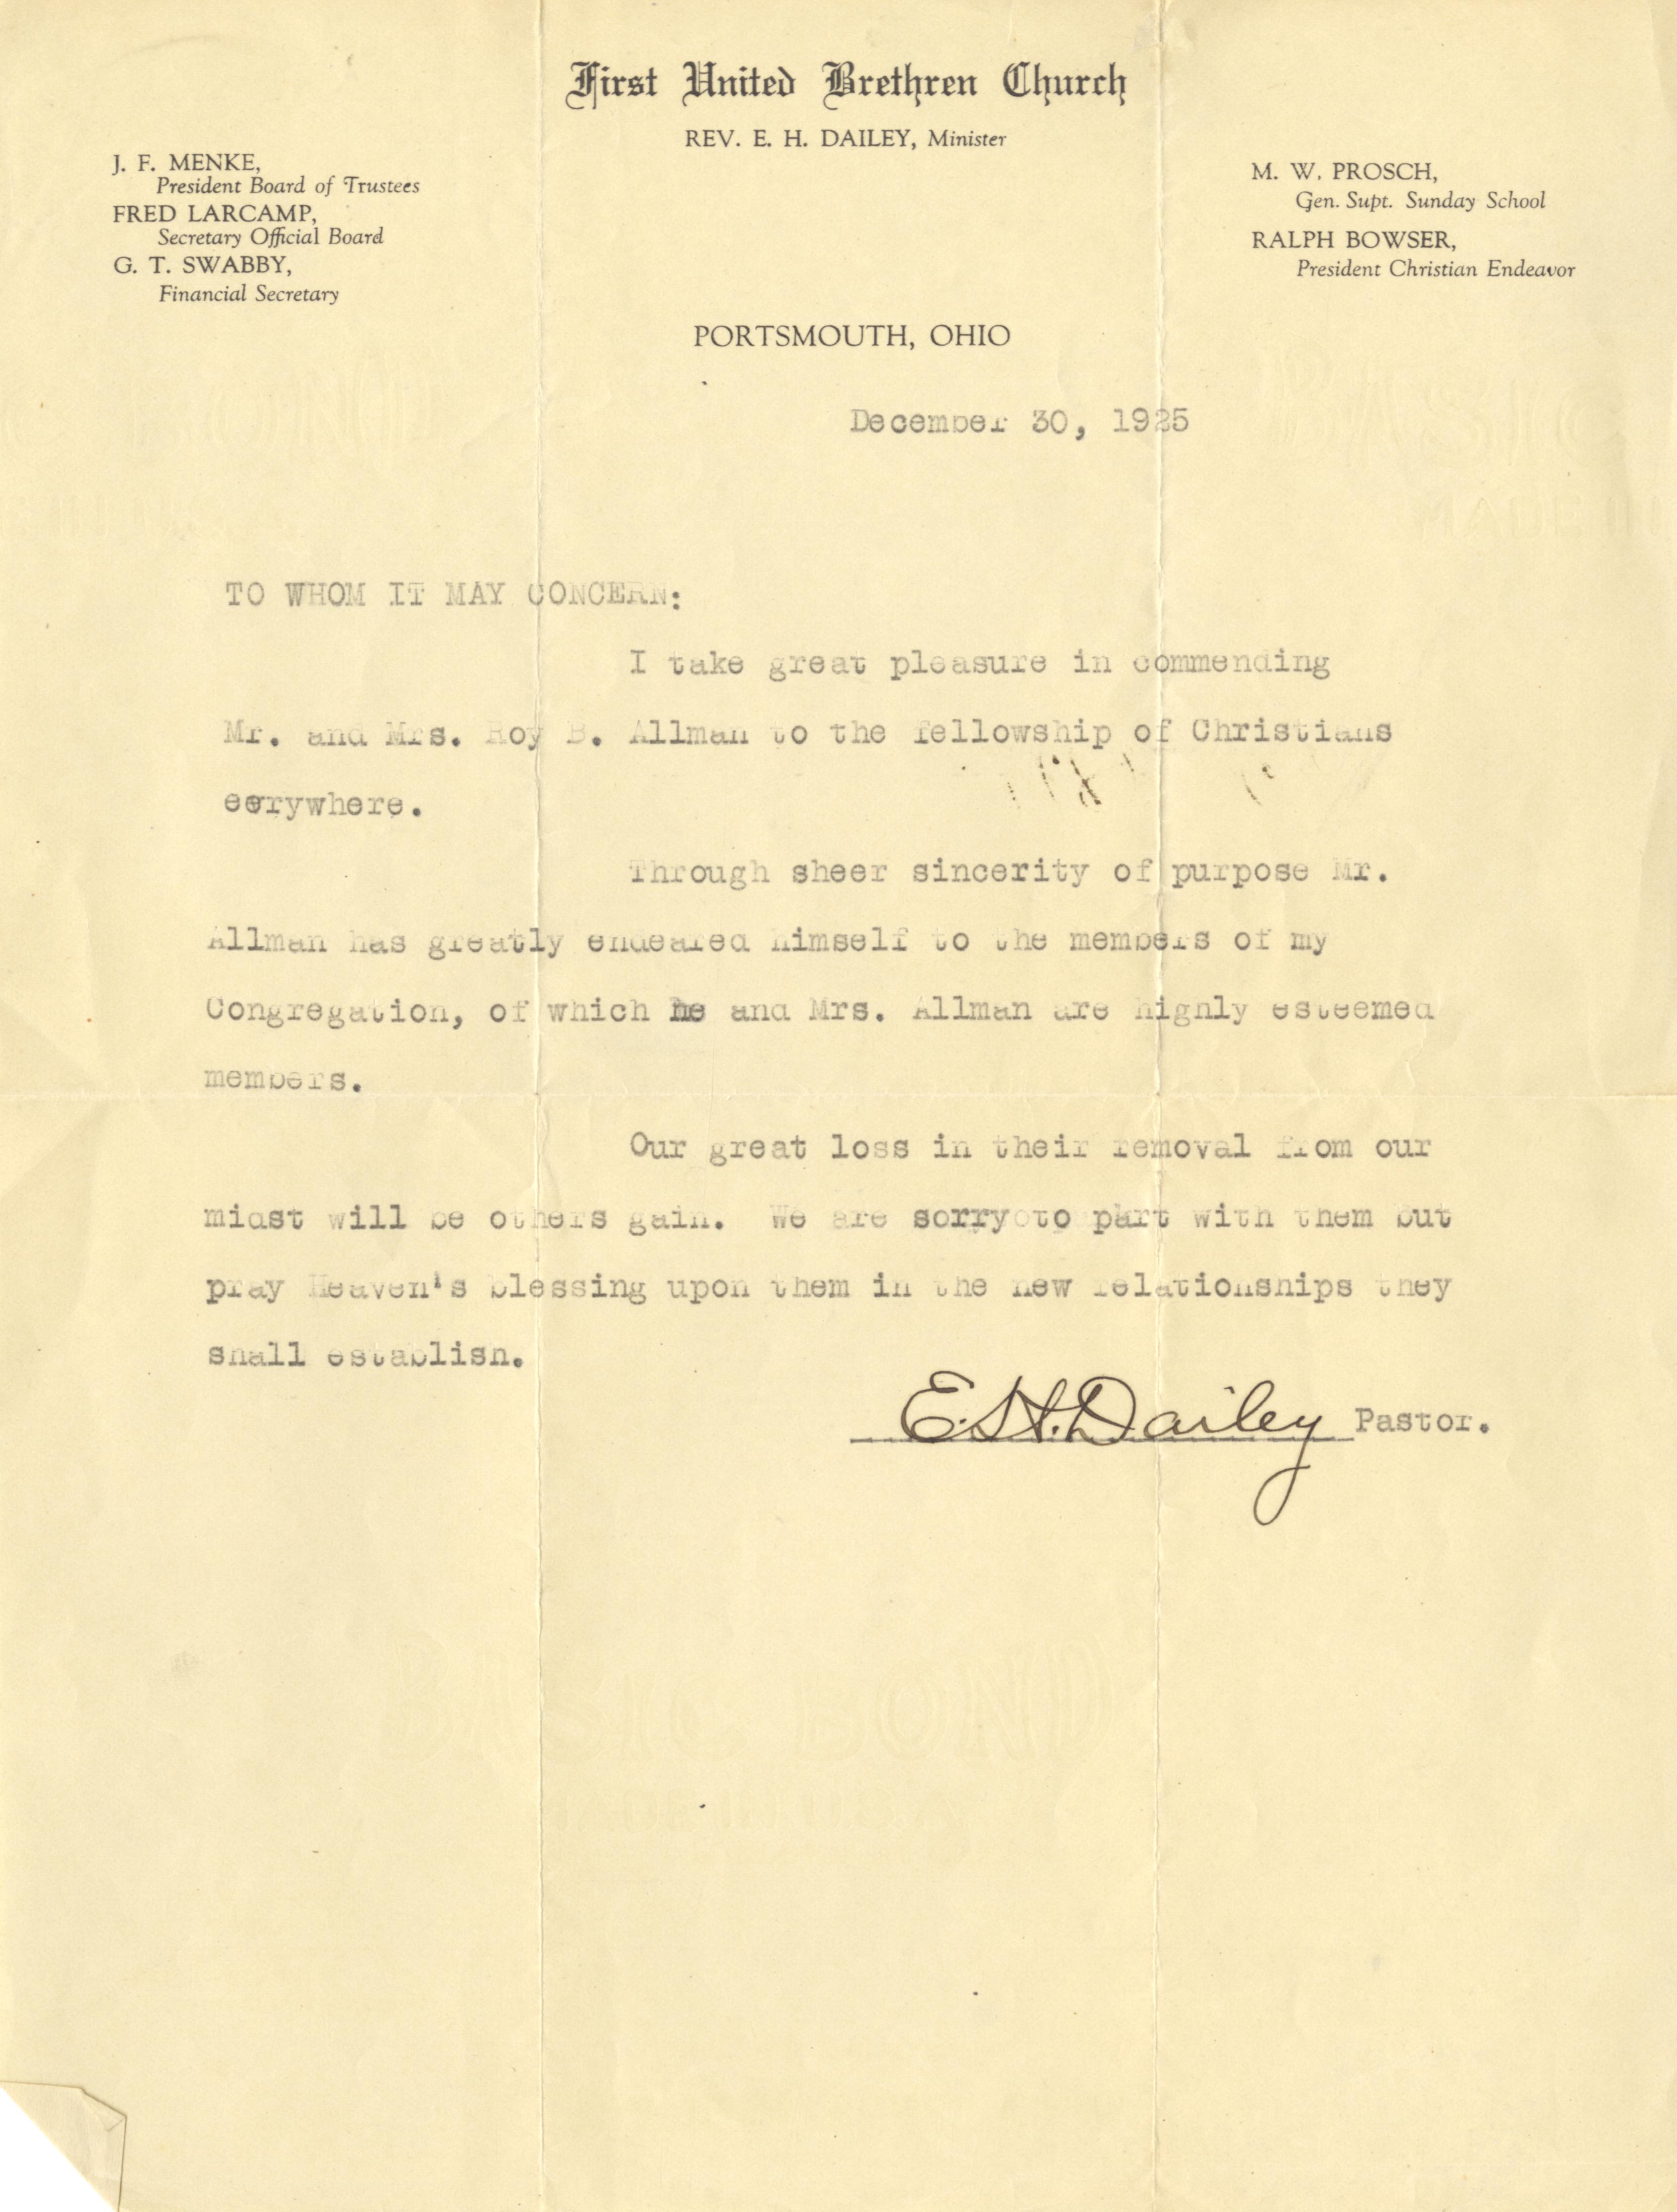 First United Brethren Church
REV. E. H. DAILEY, Minister
J. F. MENKE,
President Board of Trustees
FRED LARCAMP,
Secretary Official Board
G. T. SWABBY,
Financial Secretary
M. W. PROSCH,
Gen. Supt. Sunday School
RALPH BOWSER,
President Christian Endeavor
PORTSMOUTH, OHIO
December 30, 1925
TO WHOM IT MAY CONCERN:
I take great pleasure in commending
Mr. and Mrs. Roy B. Allman to the fellowship of Christians
eerywhere.
Through sheer sincerity of purpose Mr.
Allman has greatly endeared himself to the members of my
Congregation, of which he and Mrs. Allman are highly esteemed
members.
Our great loss in their removal from our
midst will be others gain. We are sorry to part with them but
pray Heaven's blessing upon them in the new relationships they
shall establish.
E. H. Dailey Pastor.